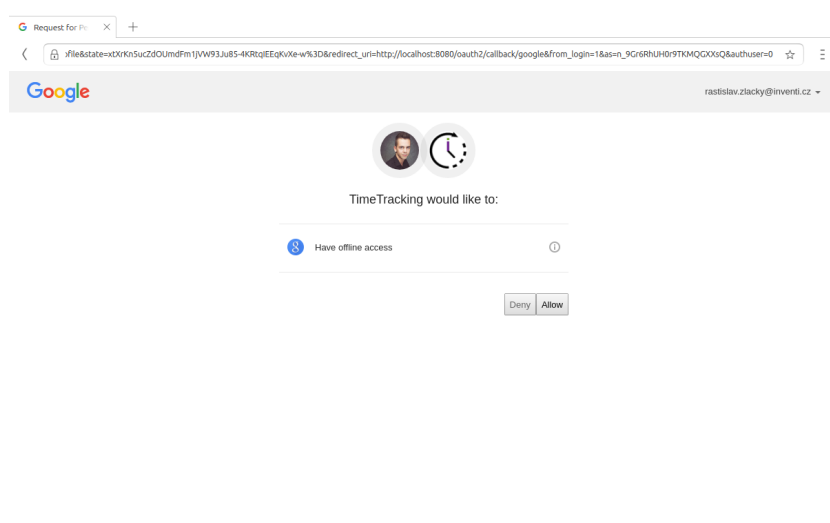 Request for Pe
ofile&state=xtXrKn5ucZdOUmdFm1JVW93Ju85-4KRtqIEEqKvXe-w%3D&redirect_uri=http://localhost:8080/oauth2/callback/google&from_login=1&as=n_9Gr6RhUH0r9TKMQGXXsQ&authuser=0
Google
rastislav.zlacky@inventi.cz
TimeTracking would like to:
Have offline access
Deny Allow